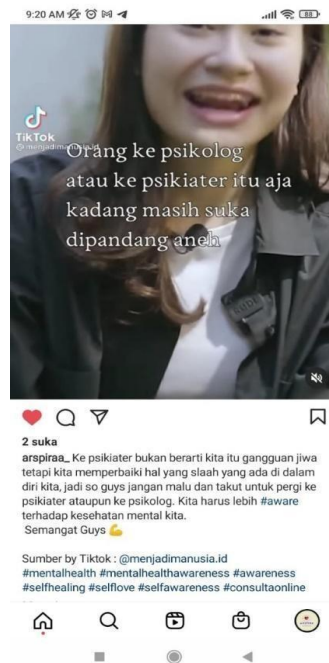 9:20 AM
88
TikTok
@menjadimanusia.id
Orang ke psikolog
atau ke psikiater itu aja
kadang masih suka
dipandang aneh
2 suka
arspiraa_ Ke psikiater bukan berarti kita itu gangguan jiwa
tetapi kita memperbaiki hal yang slaah yang ada di dalam
diri kita, jadi so guys jangan malu dan takut untuk pergi ke
psikiater ataupun ke psikolog. Kita harus lebih #aware
terhadap kesehatan mental kita.
Semangat Guys 💪
Sumber by Tiktok : @menjadimanusia.id
#mentalhealth #mentalhealthawareness #awareness
#selfhealing #selflove #selfawareness #consultaonline